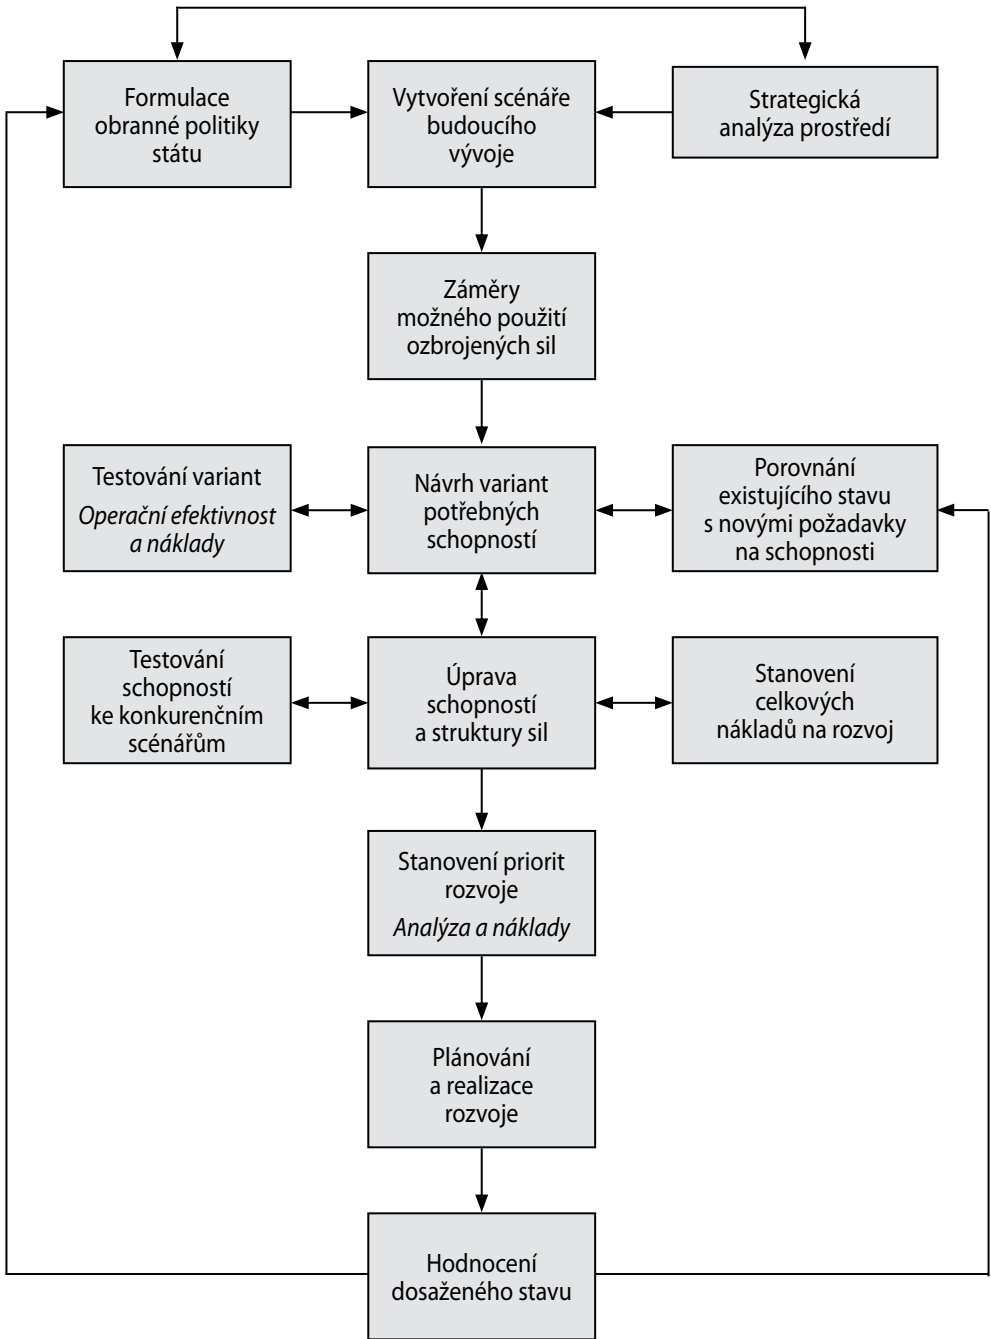 Formulace
obranné politiky
státu
Vytvoření scénáře
budoucího
vývoje
Strategická
analýza prostředí
Záměry
možného použití
ozbrojených sil
Testování variant
Operační efektivnost
a náklady
Návrh variant
potřebných
schopností
Porovnání
existujícího stavu
s novými požadavky
na schopnosti
Testování
schopností
ke konkurenčním
scénářům
Úprava
schopností
a struktury sil
Stanovení
celkových
nákladů na rozvoj
Stanovení priorit
rozvoje
Analýza a náklady
Plánování
a realizace
rozvoje
Hodnocení
dosaženého stavu